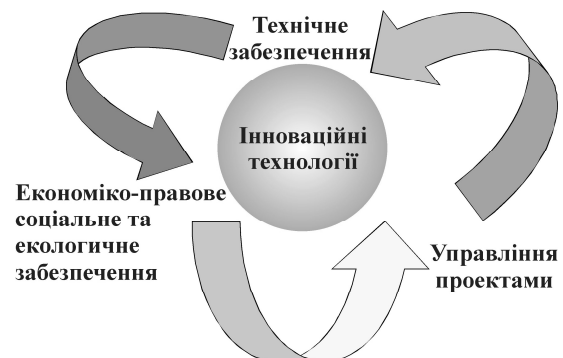 Технічне
забезпечення
Інноваційні
технології
Економіко-правове
соціальне та
екологичне
забезпечення
Управління
проектами